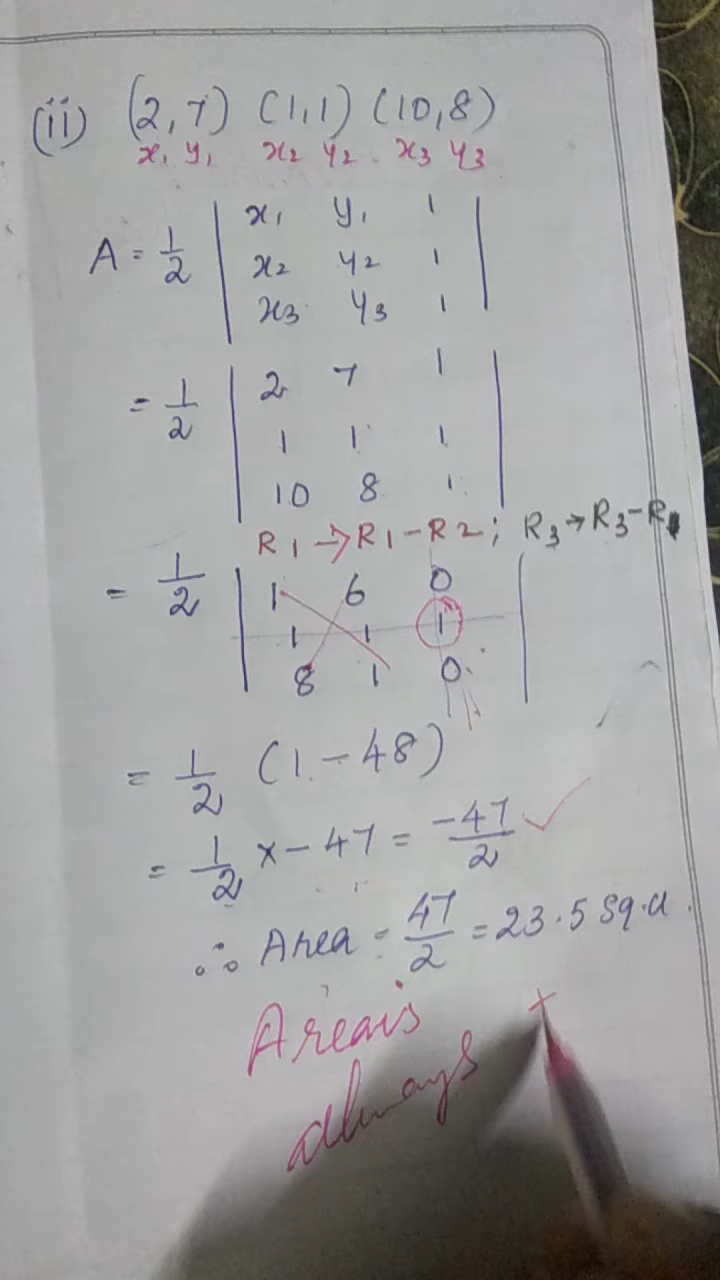 (ii) (2,7) (1,1) (10,8)
x₁ y₁ x₂ y₂ x₃ y₃
A = 1/2 | x₁ y₁ 1 |
x₂ y₂ 1
x₃ y₃ 1
= 1/2 | 2 7 1 |
1 1 1
10 8 1
R₁ → R₁ - R₂ ; R₃ → R₃ - R
= 1/2 | 1 6 0 |
1 1 1
8 1 0
= 1/2 (1 - 48)
= 1/2 x - 47 = -47/2 ✓
∴ Area = 47/2 = 23.5 Sq.u.
Area is
always +